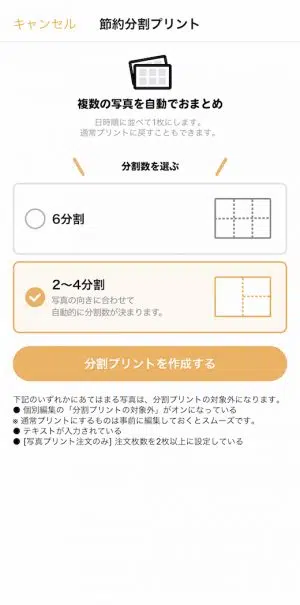 キャンセル 節約分割プリント
複数の写真を自動でおまとめ
日時順に並べて1枚にします。
通常プリントに戻すこともできます。
分割数を選ぶ
6分割
2〜4分割
写真の向きに合わせて
自動的に分割数が決まります。
分割プリントを作成する
下記のいずれかにあてはまる写真は、分割プリントの対象外になります。
● 個別編集の「分割プリントの対象外」がオンになっている
※ 通常プリントにするものは事前に編集しておくとスムーズです。
● テキストが入力されている
● [写真プリント注文のみ] 注文枚数を2枚以上に設定している